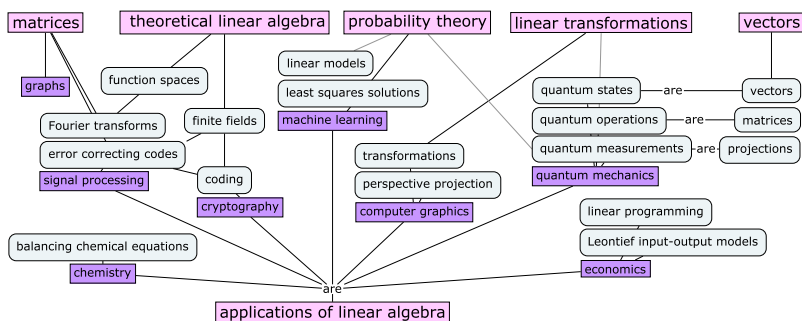 matrices
theoretical linear algebra
probability theory
linear transformations
vectors
linear models
function spaces
graphs
least squares solutions
quantum states
are
vectors
machine learning
finite fields
Fourier transforms
quantum operations
are
matrices
error correcting codes
transformations
quantum measurements
are
projections
signal processing
coding
perspective projection
quantum mechanics
cryptography
computer graphics
linear programming
balancing chemical equations
Leontief input-output models
chemistry
economics
are
applications of linear algebra